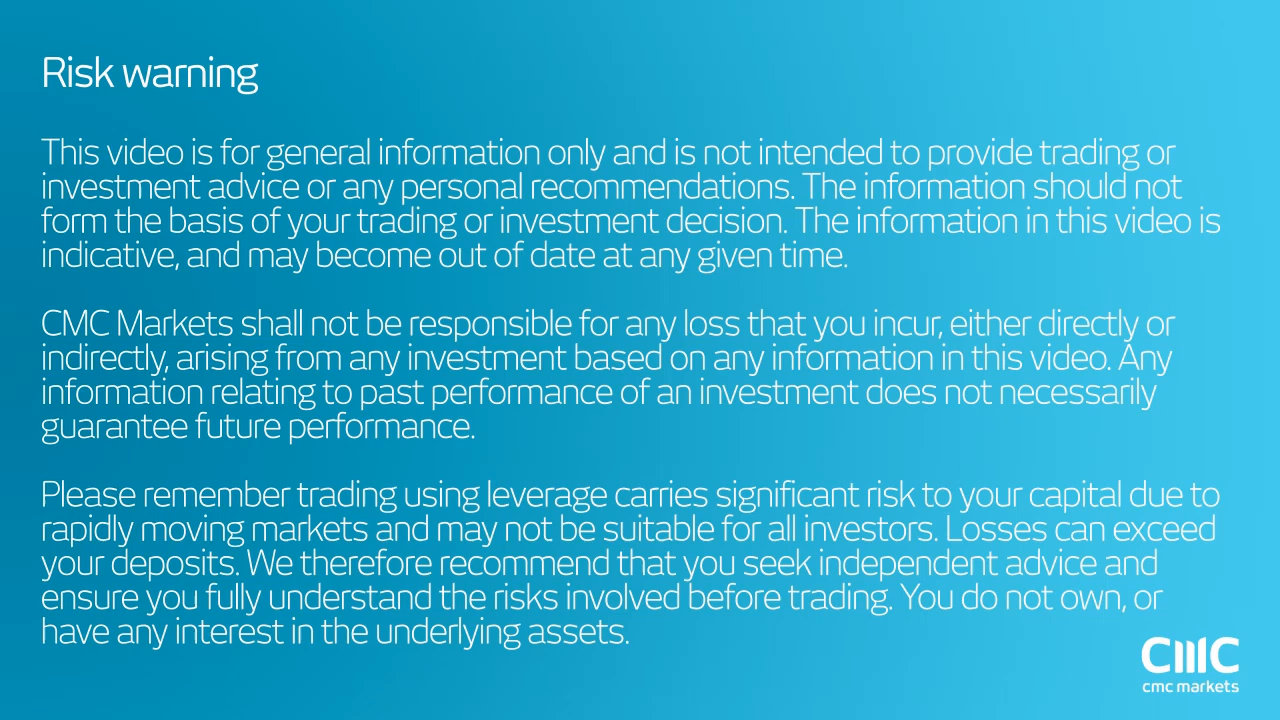 Risk warning
This video is for general information only and is not intended to provide trading or
investment advice or any personal recommendations. The information should not
form the basis of your trading or investment decision. The information in this video is
indicative, and may become out of date at any given time.
CMC Markets shall not be responsible for any loss that you incur, either directly or
indirectly, arising from any investment based on any information in this video. Any
information relating to past performance of an investment does not necessarily
guarantee future performance.
Please remember trading using leverage carries significant risk to your capital due to
rapidly moving markets and may not be suitable for all investors. Losses can exceed
your deposits. We therefore recommend that you seek independent advice and
ensure you fully understand the risks involved before trading. You do not own, or
have any interest in the underlying assets.
CMC
cmc markets